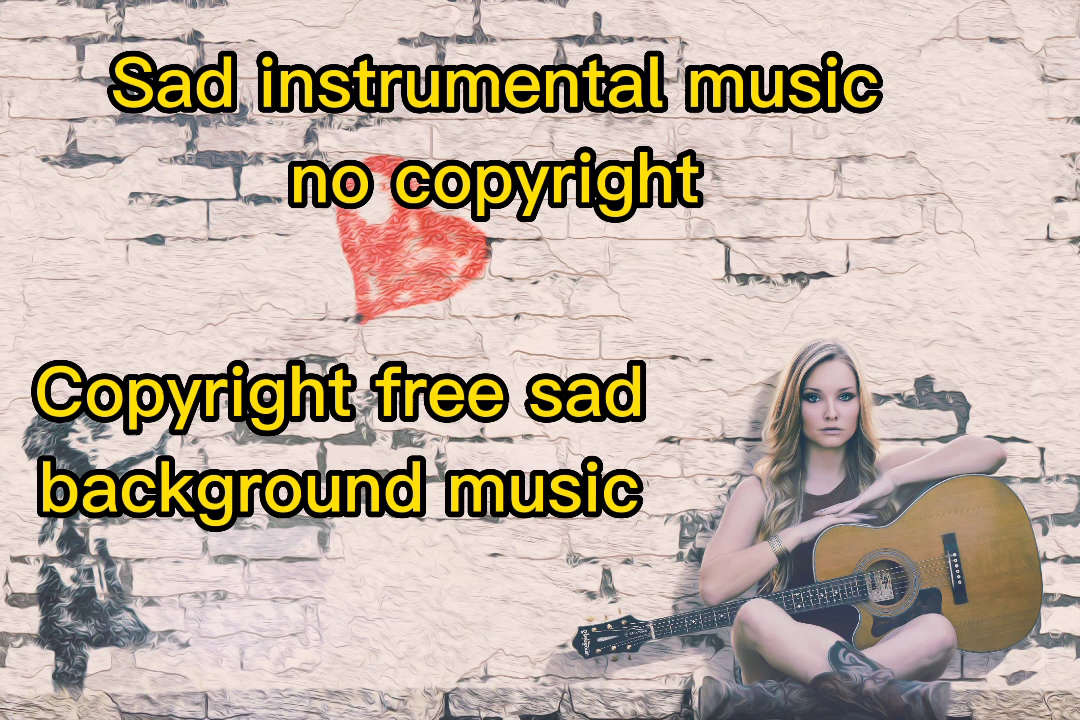 Sad instrumental music
no copyright
Copyright free sad
background music